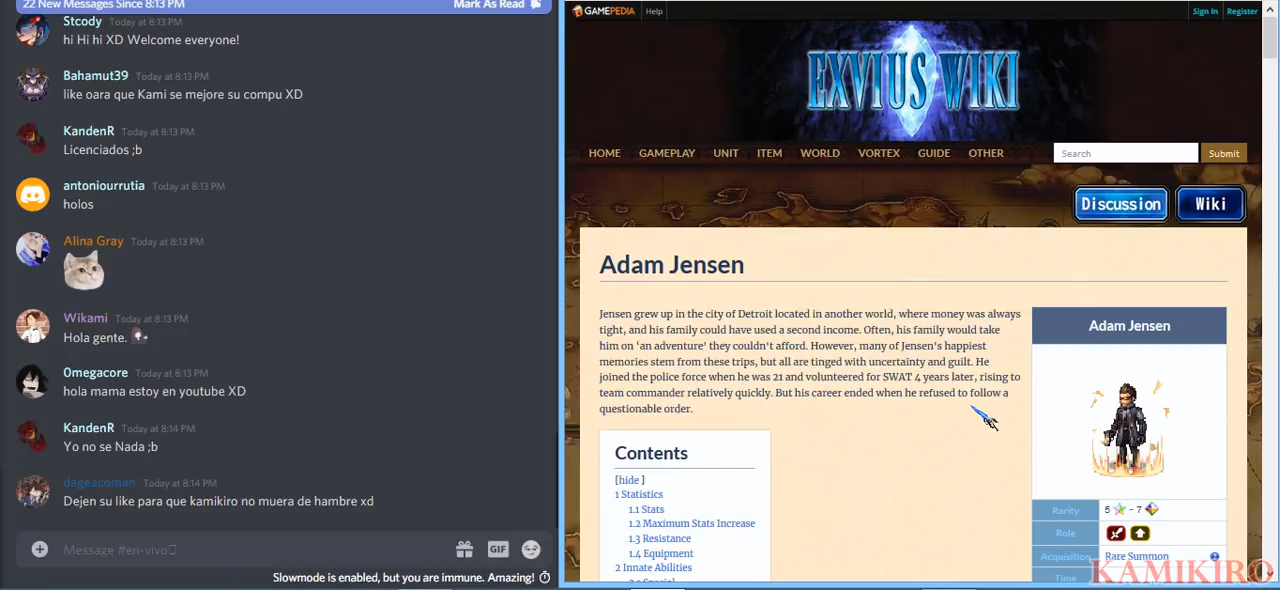 22 New Messages Since 8:13 PM
Mark As Read
Stcody Today at 8:13 PM
hi Hi hi XD Welcome everyone!
Bahamut39 Today at 8:13 PM
like oara que Kami se mejore su compu XD
KandenR Today at 8:13 PM
Licenciados ;b
antoniourrutia Today at 8:13 PM
holos
Alina Gray Today at 8:13 PM
Wikami Today at 8:13 PM
Hola gente.
0megacore Today at 8:13 PM
hola mama estoy en youtube XD
KandenR Today at 8:14 PM
Yo no se Nada ;b
dageacoman Today at 8:14 PM
Dejen su like para que kamikiro no muera de hambre xd
Message #en-vivo
GIF
Slowmode is enabled, but you are immune. Amazing!
GAMEPEDIA
Help
Sign In
Register
EXVIUS WIKI
HOME
GAMEPLAY
UNIT
ITEM
WORLD
VORTEX
GUIDE
OTHER
Search
Submit
Discussion
Wiki
Adam Jensen
Jensen grew up in the city of Detroit located in another world, where money was always
tight, and his family could have used a second income. Often, his family would take
him on ‘an adventure' they couldn't afford. However, many of Jensen's happiest
memories stem from these trips, but all are tinged with uncertainty and guilt. He
joined the police force when he was 21 and volunteered for SWAT 4 years later, rising to
team commander relatively quickly. But his career ended when he refused to follow a
questionable order.
Contents
[hide ]
1 Statistics
1.1 Stats
1.2 Maximum Stats Increase
1.3 Resistance
1.4 Equipment
2 Innate Abilities
Adam Jensen
Rarity
5 - 7
Role
Acquisition
Rare Summon
Time
KAMIKIRO